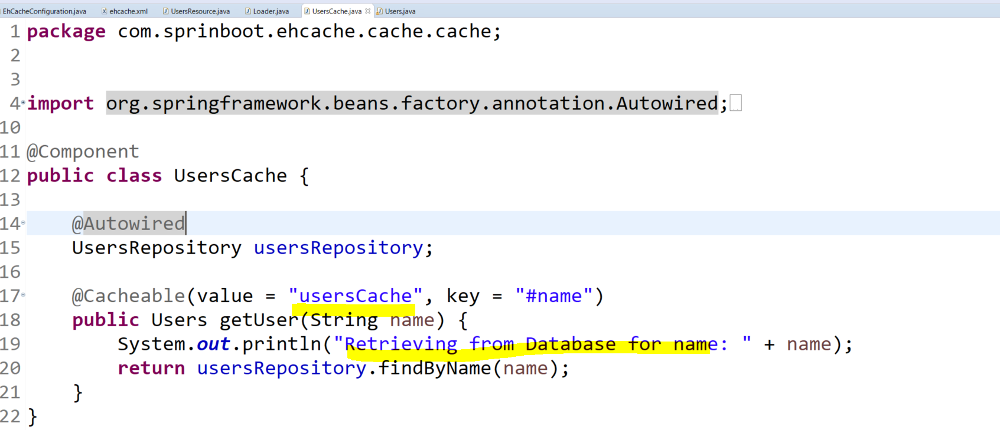 EhCacheConfiguration.java ehcache.xml UsersResource.java Loader.java UsersCache.java Users.java
1 package com.sprinboot.ehcache.cache.cache;
2
3
4 import org.springframework.beans.factory.annotation.Autowired;
10
11 @Component
12 public class UsersCache {
13
14 @Autowired
15 UsersRepository usersRepository;
16
17 @Cacheable(value = "usersCache", key = "#name")
18 public Users getUser(String name) {
19 System.out.println("Retrieving from Database for name: " + name);
20 return usersRepository.findByName(name);
21 }
22 }